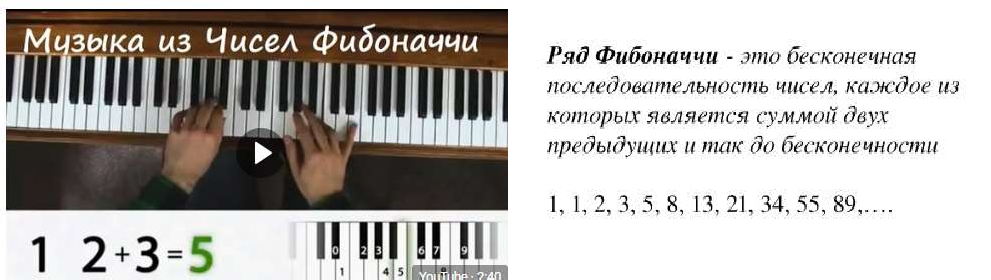 Музыка из Чисел Фибоначчи
1 2+3=5
0 2 3 6 7 9
1 4 5
YouTube · 2:40
Ряд Фибоначчи - это бесконечная
последовательность чисел, каждое из
которых является суммой двух
предыдущих и так до бесконечности
1, 1, 2, 3, 5, 8, 13, 21, 34, 55, 89,….